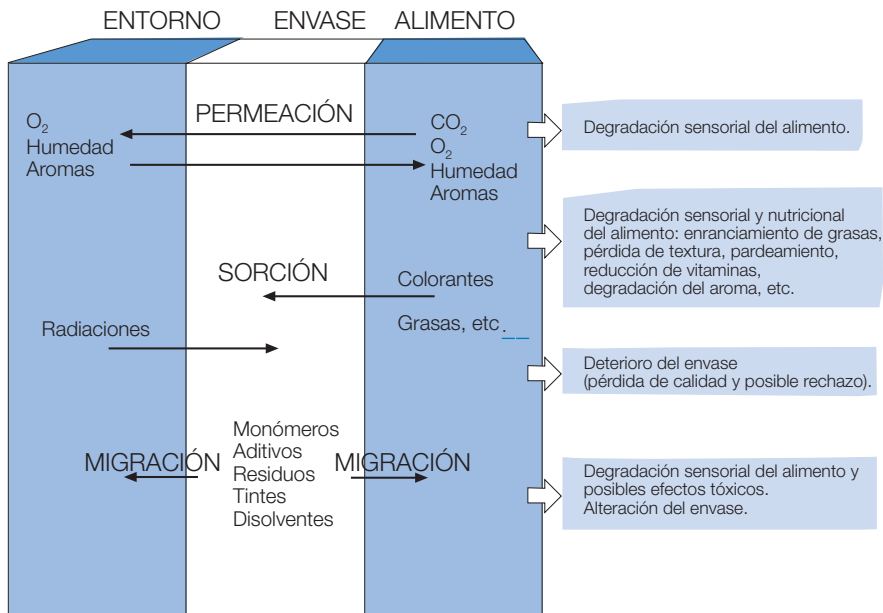 ENTORNO ENVASE ALIMENTO
PERMEACIÓN
O₂
Humedad
Aromas
CO₂
O₂
Humedad
Aromas
Degradación sensorial del alimento.
Degradación sensorial y nutricional
del alimento: enranciamiento de grasas,
pérdida de textura, pardeamiento,
reducción de vitaminas,
degradación del aroma, etc.
SORCIÓN
Colorantes
Grasas, etc.
Radiaciones
Deterioro del envase
(pérdida de calidad y posible rechazo).
MIGRACIÓN
Monómeros
Aditivos
Residuos
Tintes
Disolventes
MIGRACIÓN
Degradación sensorial del alimento y
posibles efectos tóxicos.
Alteración del envase.